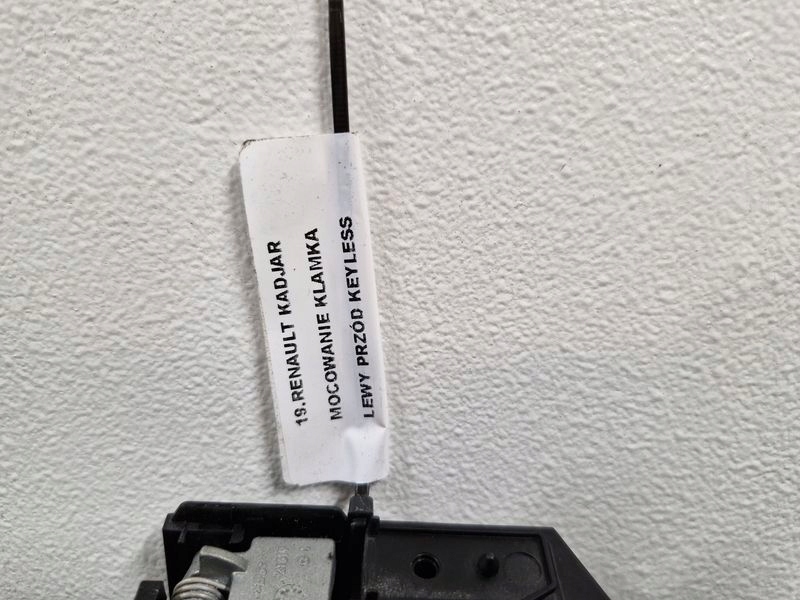 19.RENAULT KADJAR
MOCOWANIE KLAMKA
LEWY PRZÓD KEYLESS